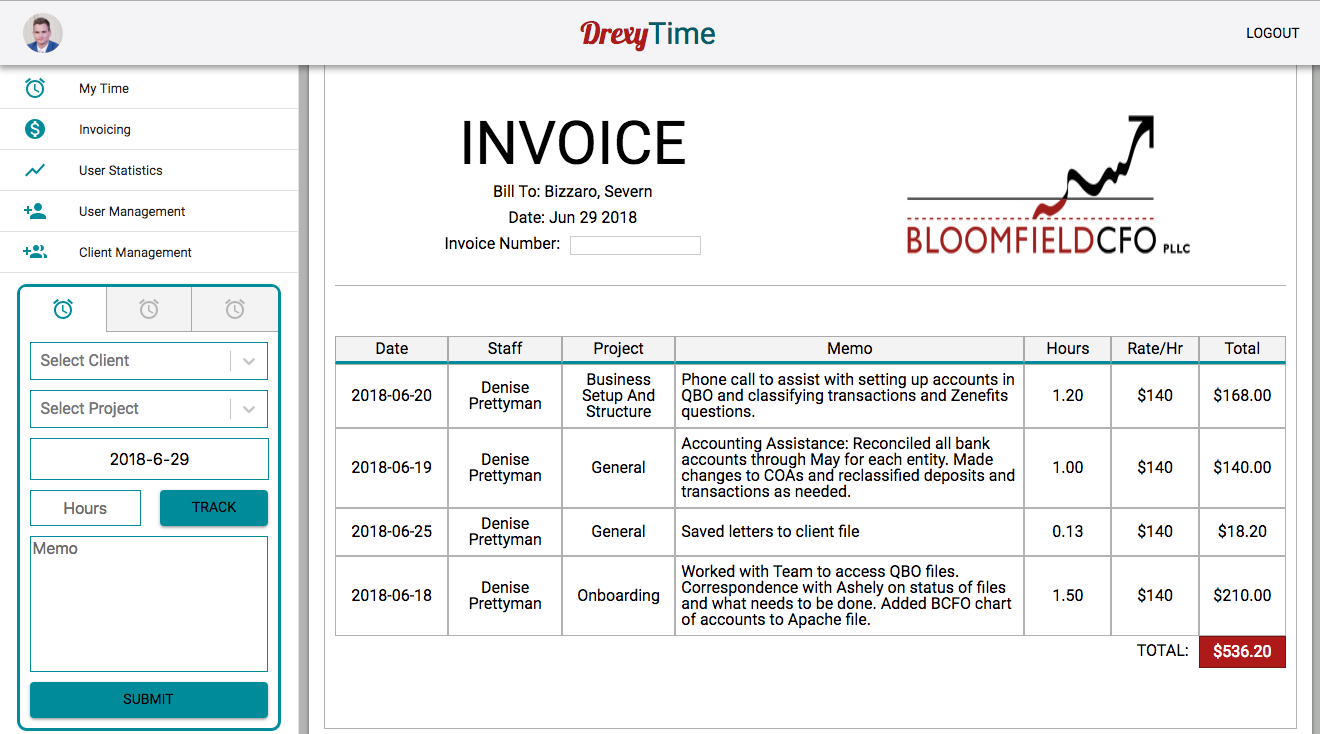 DrexyTime
LOGOUT
My Time
Invoicing
User Statistics
User Management
Client Management
Select Client
Select Project
2018-6-29
Hours
TRACK
Memo
SUBMIT
INVOICE
Bill To: Bizzaro, Severn
Date: Jun 29 2018
Invoice Number:
BLOOMFIELDCFO PLLC
Date Staff Project Memo Hours Rate/Hr Total
2018-06-20
Denise
Prettyman
Business
Setup And
Structure
Phone call to assist with setting up accounts in
QBO and classifying transactions and Zenefits
questions.
1.20
$140
$168.00
2018-06-19
Denise
Prettyman
General
Accounting Assistance: Reconciled all bank
accounts through May for each entity. Made
changes to COAs and reclassified deposits and
transactions as needed.
1.00
$140
$140.00
2018-06-25
Denise
Prettyman
General
Saved letters to client file
0.13
$140
$18.20
2018-06-18
Denise
Prettyman
Onboarding
Worked with Team to access QBO files.
Correspondence with Ashely on status of files
and what needs to be done. Added BCFO chart
of accounts to Apache file.
1.50
$140
$210.00
TOTAL: $536.20